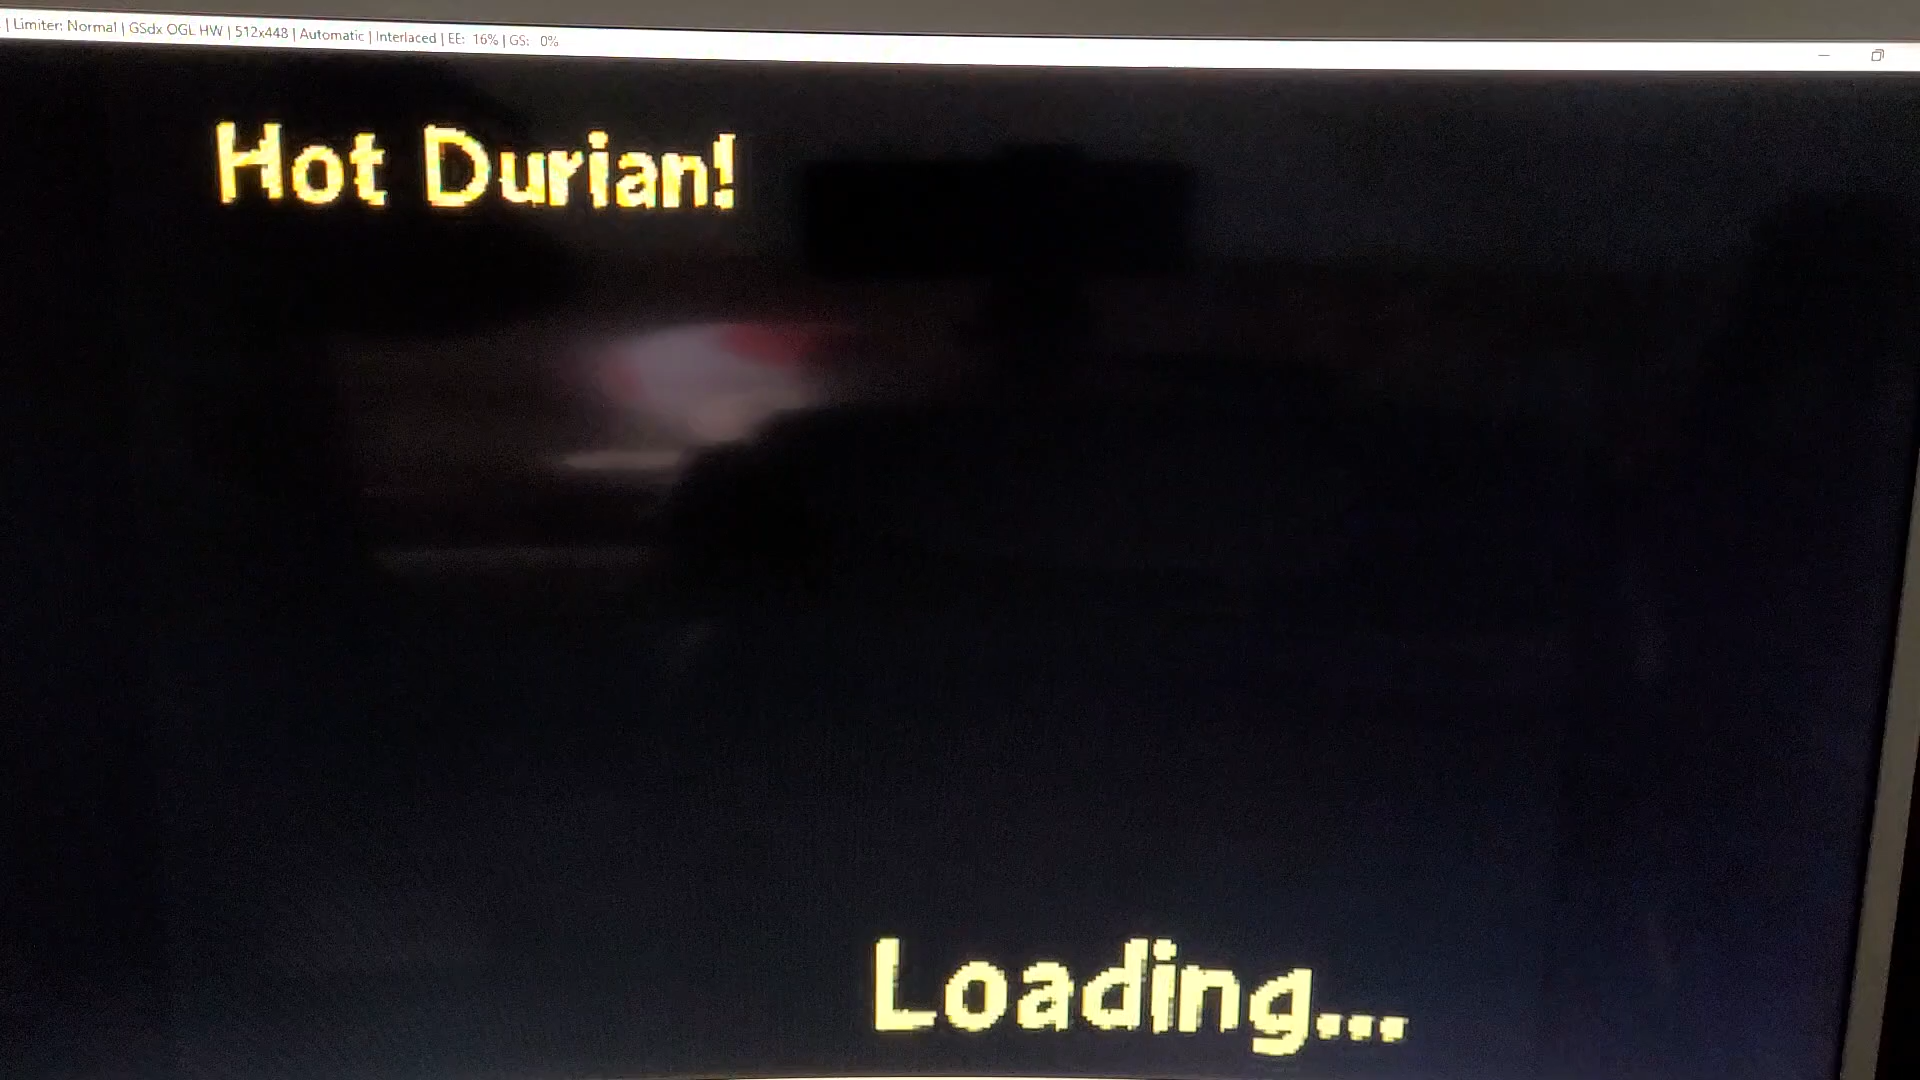 | Limiter: Normal | GSdx OGL HW | 512x448 | Automatic | Interlaced | EE: 16% | GS: 0%
Hot Durian!
Loading...